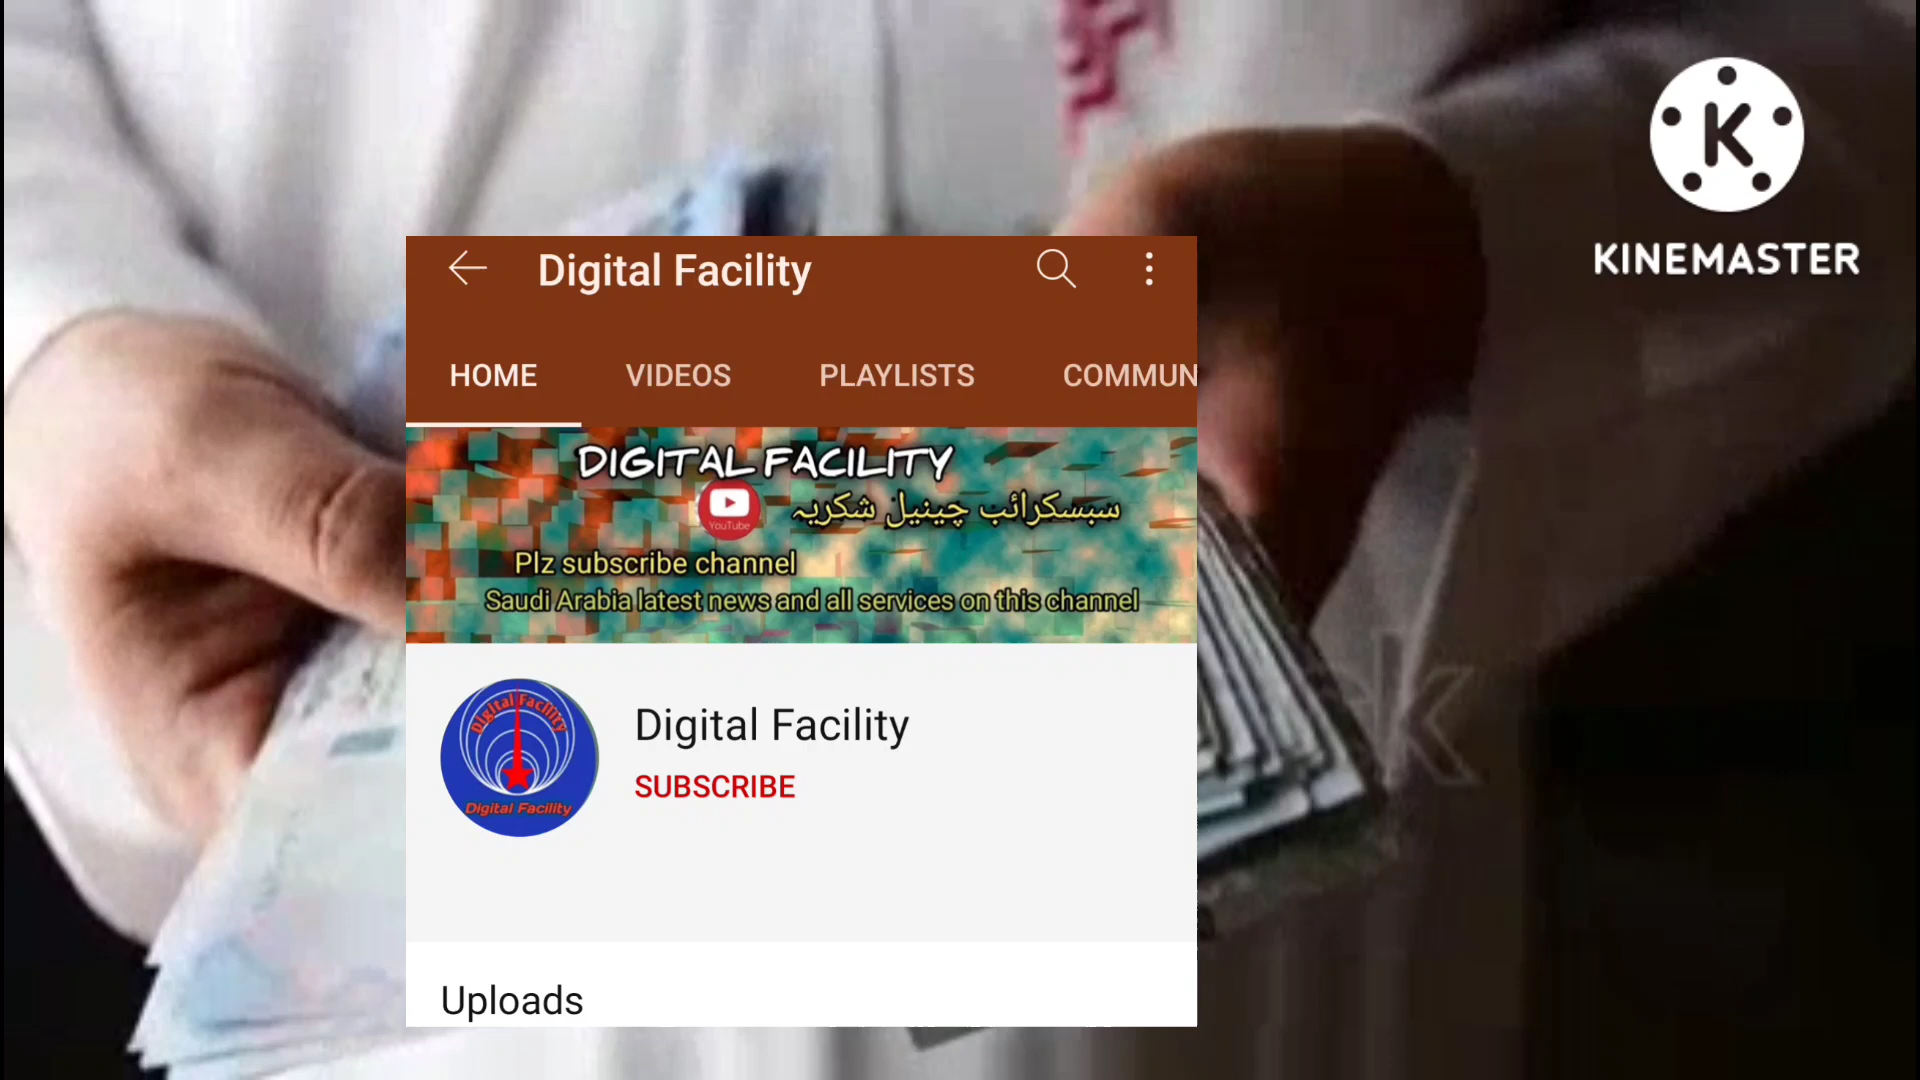 KINEMASTER
Digital Facility
HOME VIDEOS PLAYLISTS COMMUN
DIGITAL FACILITY
YouTube
سبسکرائب چینیل شکریہ
Plz subscribe channel
Saudi Arabia latest news and all services on this channel
Digital Facility
Digital Facility
Digital Facility
SUBSCRIBE
Uploads